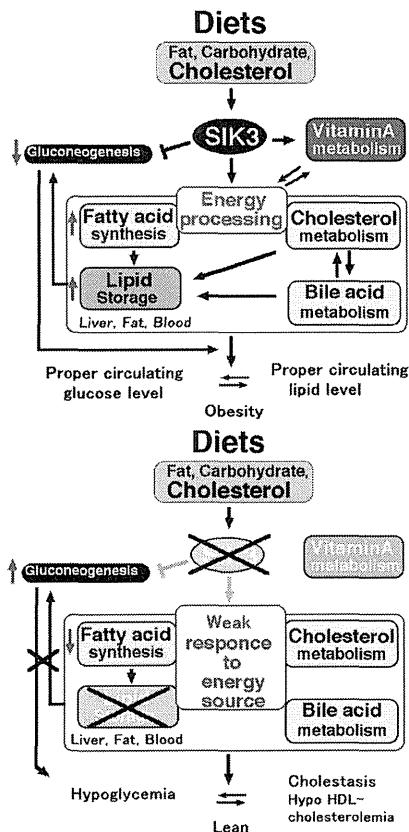 Diets
Fat, Carbohydrate,
Cholesterol
SIK3
Gluconeogenesis
VitaminA
metabolism
Energy
processing
Fatty acid
synthesis
Cholesterol
metabolism
Lipid
Storage
Bile acid
metabolism
Liver, Fat, Blood
Proper circulating
glucose level
Proper circulating
lipid level
Obesity
Diets
Fat, Carbohydrate,
Cholesterol
Gluconeogenesis
VitaminA
metabolism
Weak
responce
to
energy
source
Fatty acid
synthesis
Cholesterol
metabolism
Bile acid
metabolism
Liver, Fat, Blood
Hypoglycemia
Cholestasis
Hypo HDL-
cholesterolemia
Lean